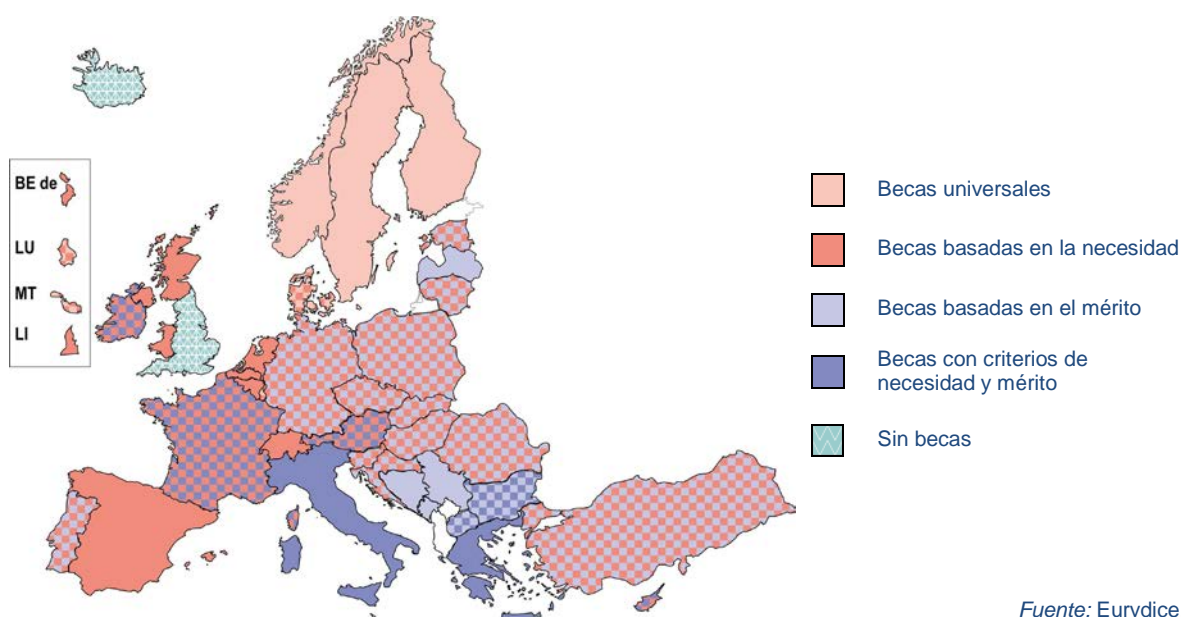 BE de
LU
MT
LI
Becas universales
Becas basadas en la necesidad
Becas basadas en el mérito
Becas con criterios de
necesidad y mérito
Sin becas
Fuente: Eurydice